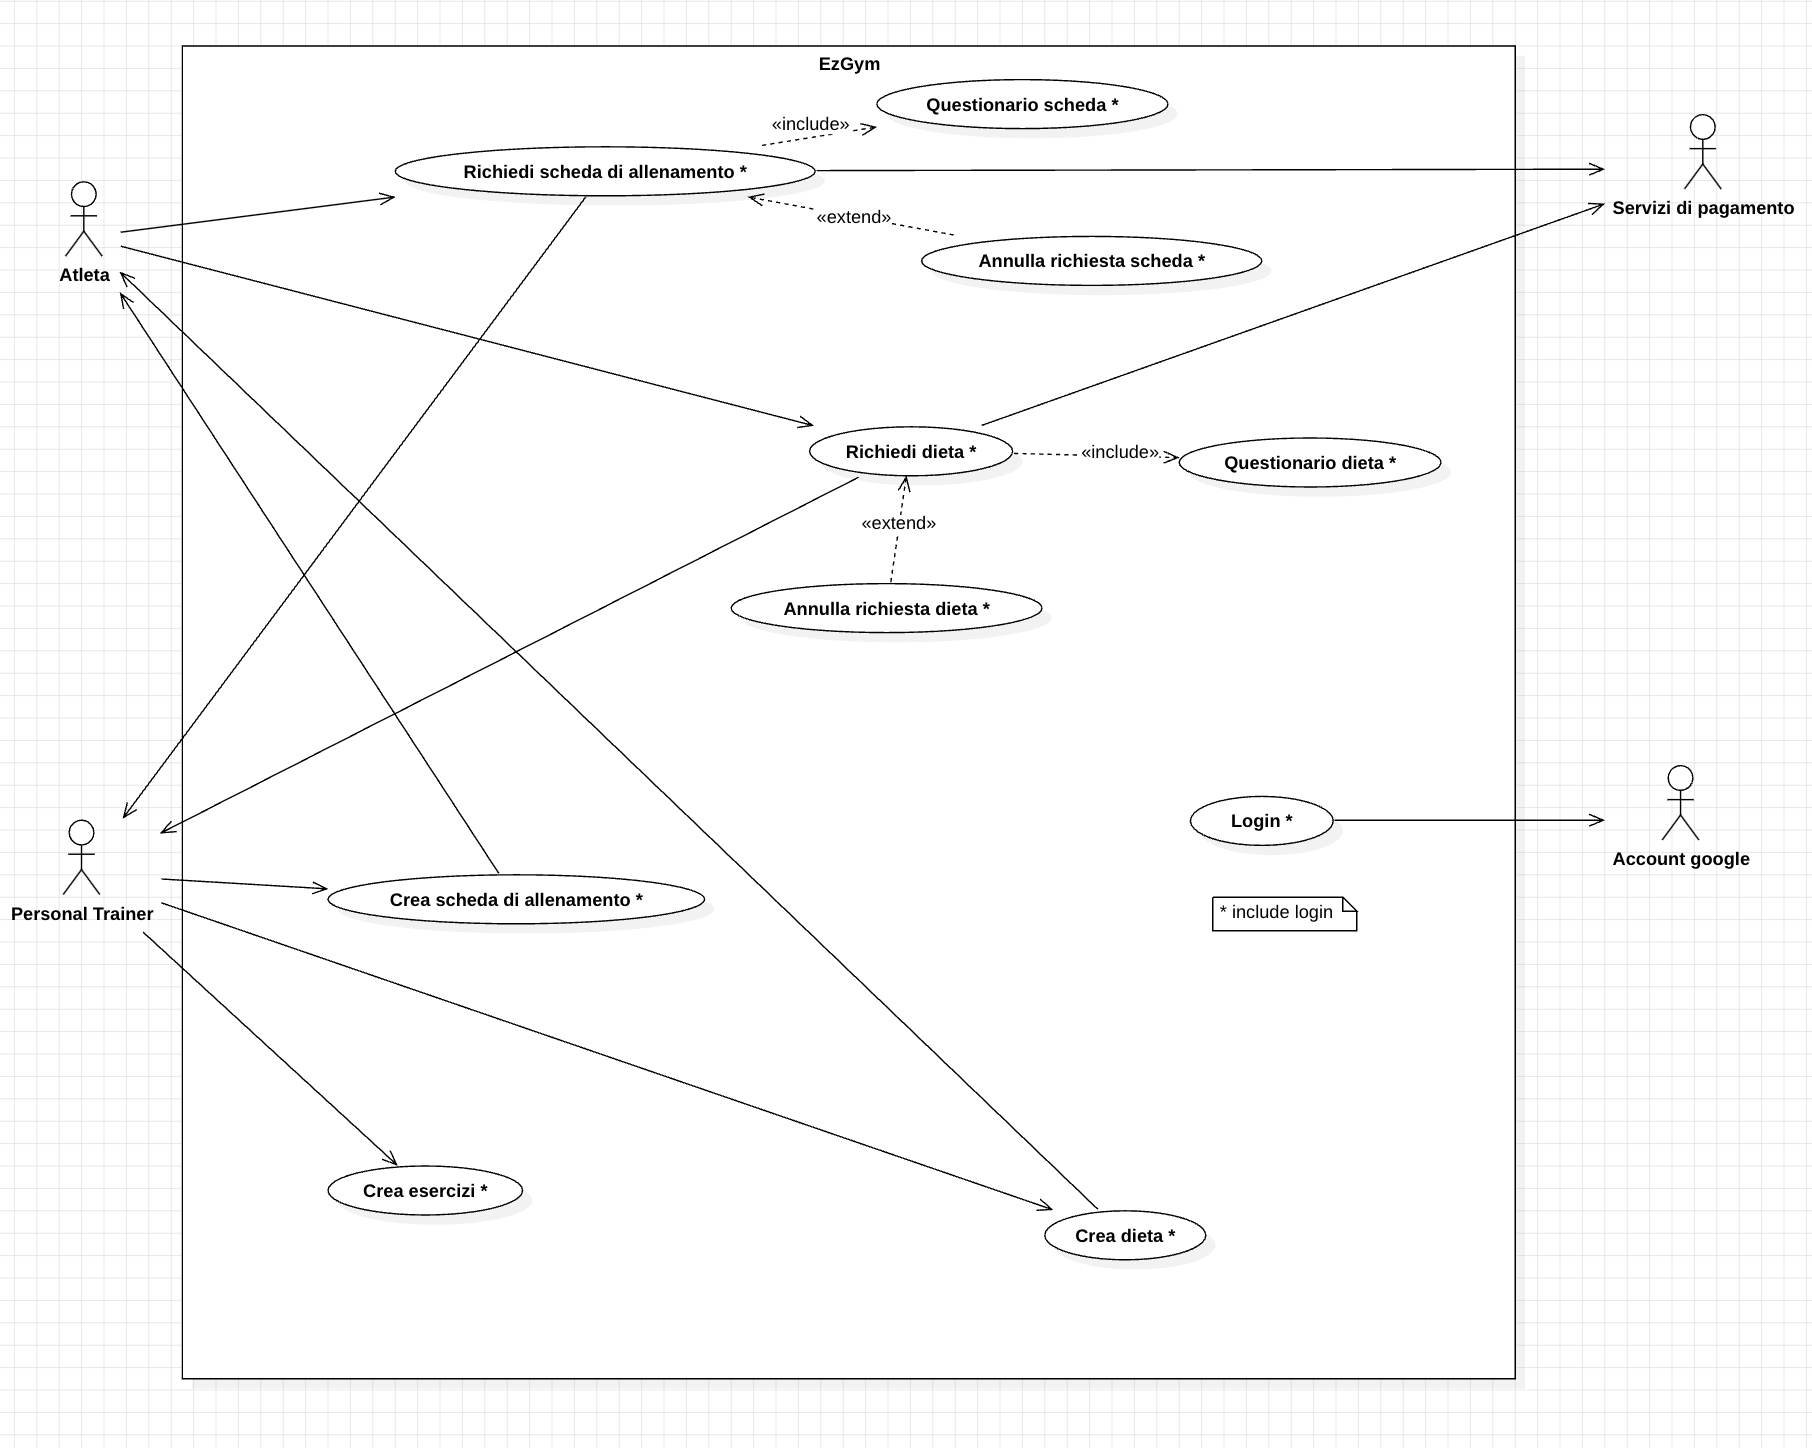 EzGym
Questionario scheda *
«include»
Richiedi scheda di allenamento *
Servizi di pagamento
«extend»
Annulla richiesta scheda *
Atleta
Richiedi dieta *
«include»
Questionario dieta *
«extend»
Annulla richiesta dieta *
Login *
Account google
Crea scheda di allenamento *
Personal Trainer
* include login
Crea esercizi *
Crea dieta *